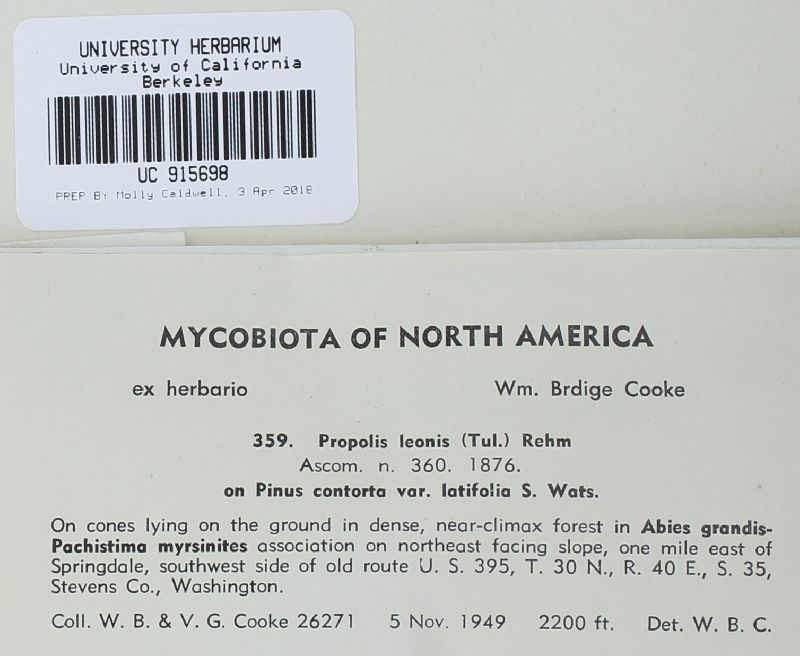 UNIVERSITY HERBARIUM
University of California
Berkeley
UC 915698
PREP BY Molly Caldwell, 3 Apr 2018
MYCOBIOTA OF NORTH AMERICA
ex herbario Wm. Brdige Cooke
359. Propolis leonis (Tul.) Rehm
Ascom. n. 360. 1876.
on Pinus contorta var. latifolia S. Wats.
On cones lying on the ground in dense, near-climax forest in Abies grandis-
Pachistima myrsinites association on northeast facing slope, one mile east of
Springdale, southwest side of old route U. S. 395, T. 30 N., R. 40 E., S. 35,
Stevens Co., Washington.
Coll. W. B. & V. G. Cooke 26271 5 Nov. 1949 2200 ft. Det. W. B. C.